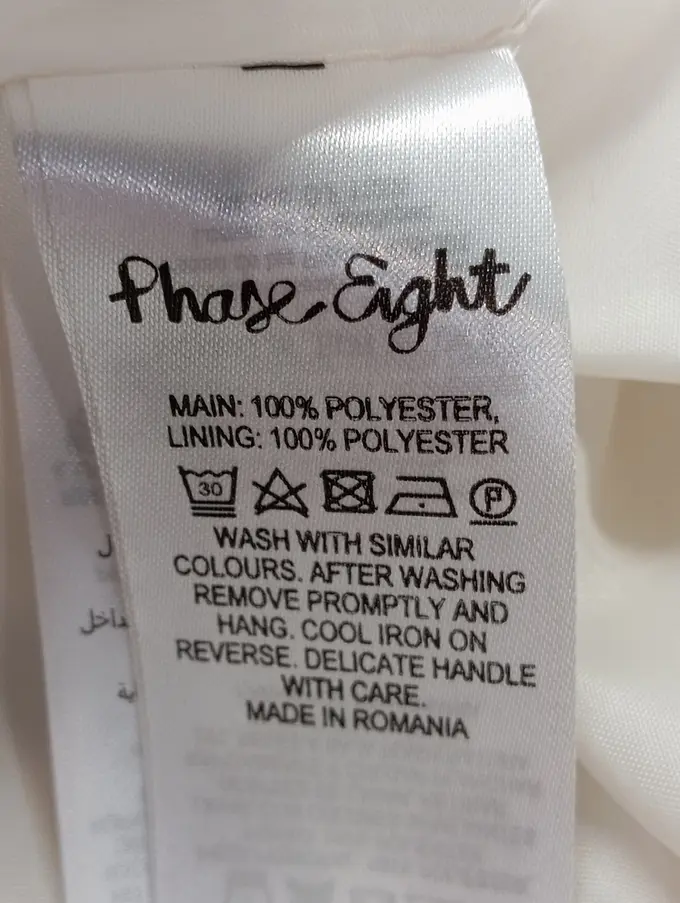 Phase Eight
MAIN: 100% POLYESTER,
LINING: 100% POLYESTER
30 P
WASH WITH SIMILAR
COLOURS. AFTER WASHING
REMOVE PROMPTLY AND
HANG. COOL IRON ON
REVERSE. DELICATE HANDLE
WITH CARE.
MADE IN ROMANIA